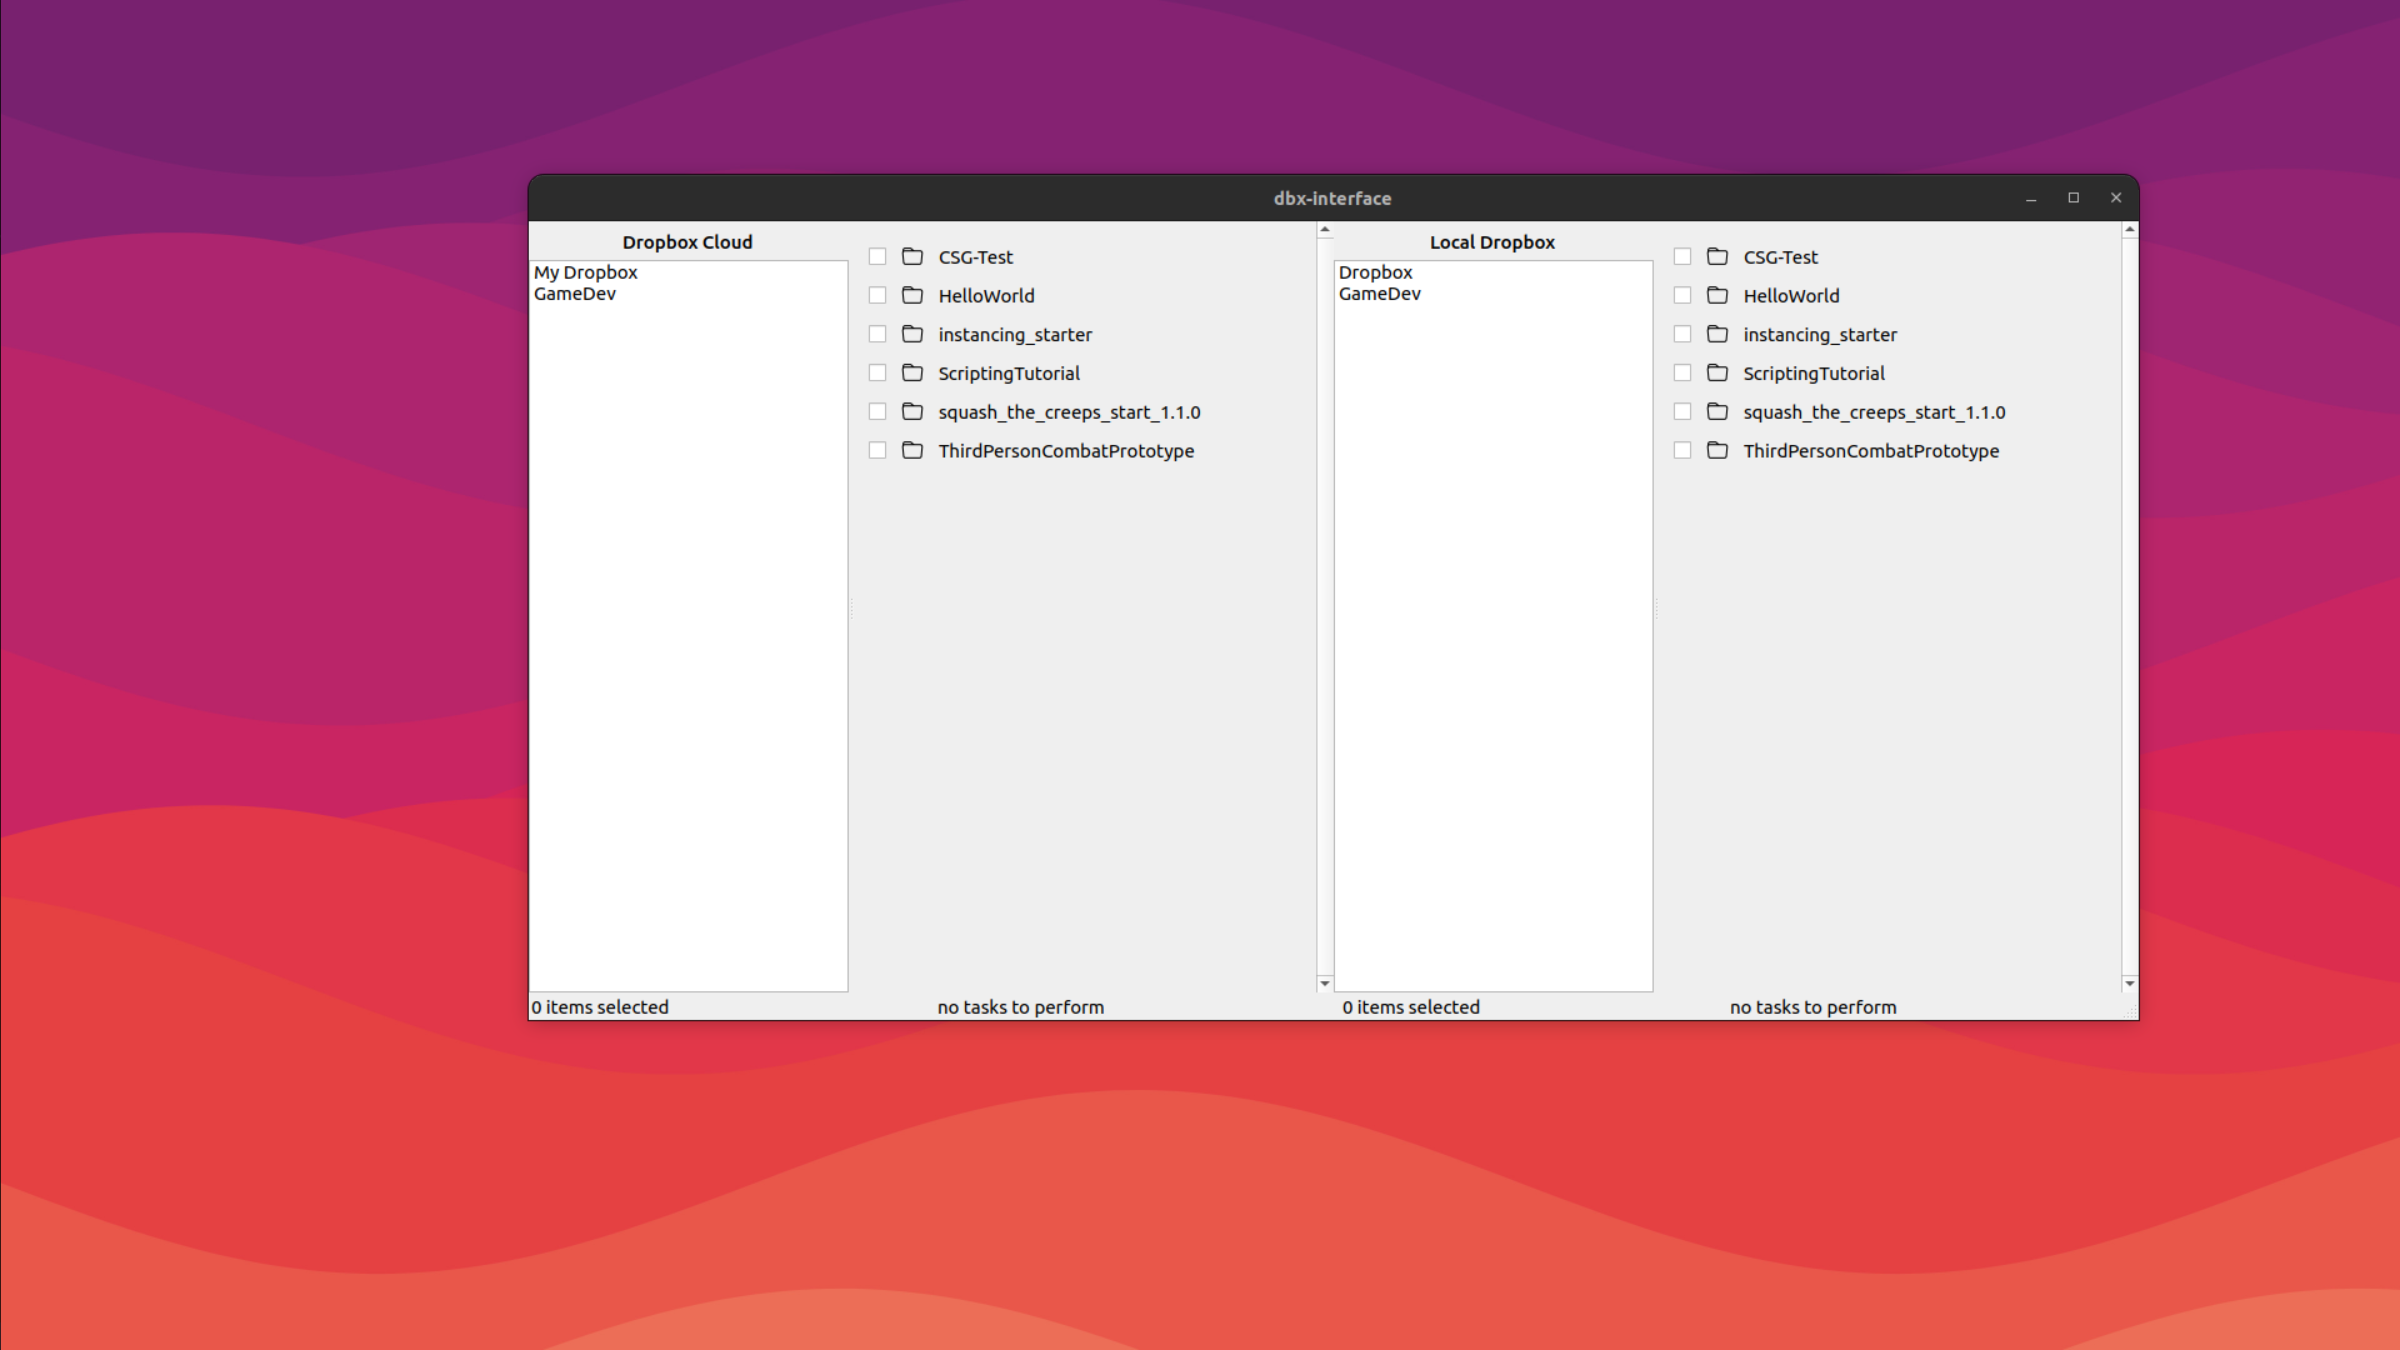 dbx-interface
Dropbox Cloud
My Dropbox
GameDev
CSG-Test
HelloWorld
instancing_starter
ScriptingTutorial
squash_the_creeps_start_1.1.0
ThirdPersonCombatPrototype
Local Dropbox
Dropbox
GameDev
CSG-Test
HelloWorld
instancing_starter
ScriptingTutorial
squash_the_creeps_start_1.1.0
ThirdPersonCombatPrototype
0 items selected
no tasks to perform
0 items selected
no tasks to perform